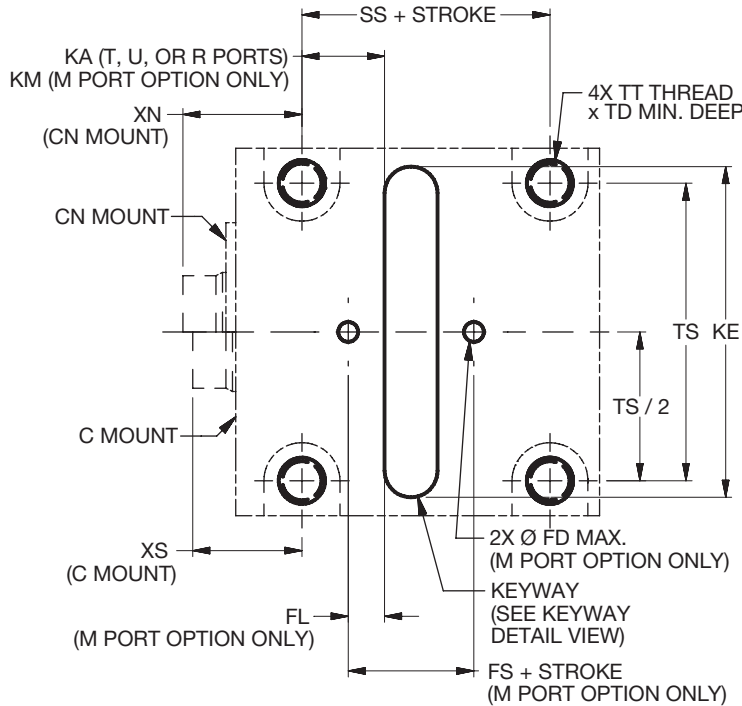 SS + STROKE
KA (T, U, OR R PORTS)
KM (M PORT OPTION ONLY)
XN
(CN MOUNT)
4X TT THREAD
x TD MIN. DEEP
CN MOUNT
TS
KE
TS / 2
C MOUNT
XS
(C MOUNT)
2X Ø FD MAX.
(M PORT OPTION ONLY)
KEYWAY
(SEE KEYWAY
DETAIL VIEW)
FL
(M PORT OPTION ONLY)
FS + STROKE
(M PORT OPTION ONLY)